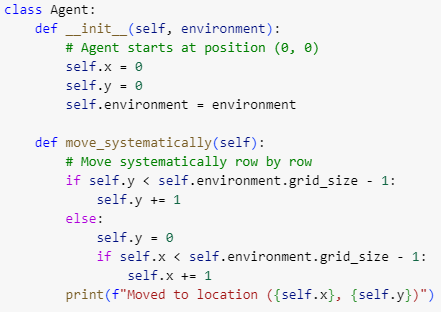 class Agent:
    def __init__(self, environment):
        # Agent starts at position (0, 0)
        self.x = 0
        self.y = 0
        self.environment = environment

    def move_systematically(self):
        # Move systematically row by row
        if self.y < self.environment.grid_size - 1:
            self.y += 1
        else:
            self.y = 0
            if self.x < self.environment.grid_size - 1:
                self.x += 1
        print(f"Moved to location ({self.x}, {self.y})")